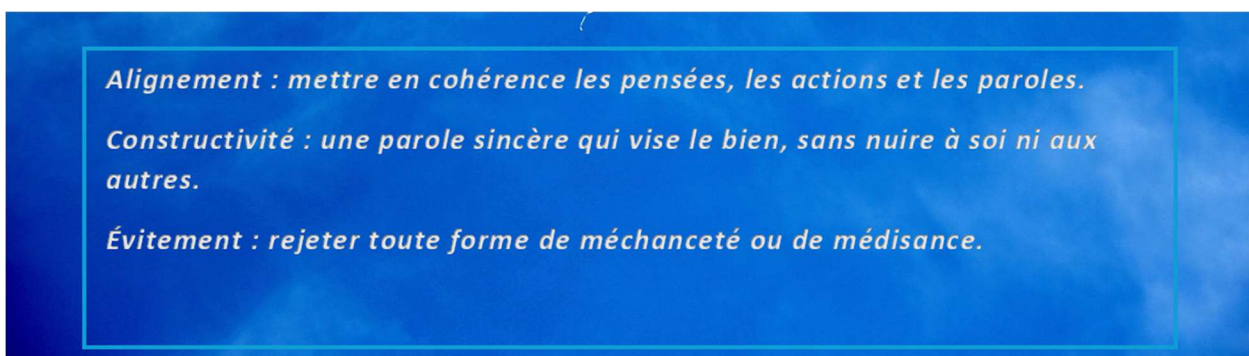 Alignement : mettre en cohérence les pensées, les actions et les paroles.
Constructivité : une parole sincère qui vise le bien, sans nuire à soi ni aux
autres.
Évitement : rejeter toute forme de méchanceté ou de médisance.